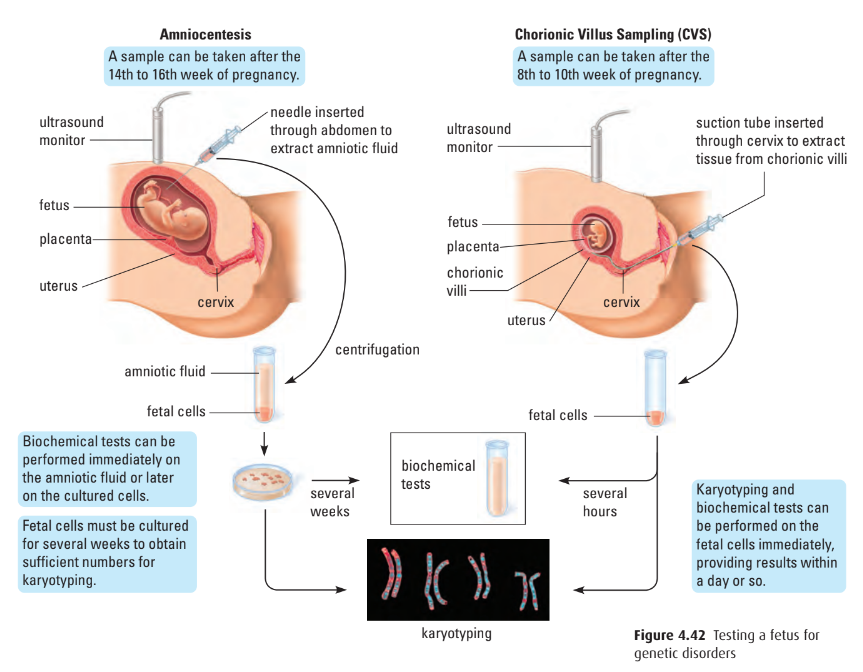 Amniocentesis
A sample can be taken after the
14th to 16th week of pregnancy.
ultrasound
monitor
needle inserted
through abdomen to
extract amniotic fluid
fetus
placenta
uterus
cervix
centrifugation
amniotic fluid
fetal cells
Biochemical tests can be
performed immediately on
the amniotic fluid or later
on the cultured cells.
Fetal cells must be cultured
for several weeks to obtain
sufficient numbers for
karyotyping.
several
weeks
Chorionic Villus Sampling (CVS)
A sample can be taken after the
8th to 10th week of pregnancy.
ultrasound
monitor
suction tube inserted
through cervix to extract
tissue from chorionic villi
fetus
placenta
chorionic
villi
uterus
cervix
fetal cells
biochemical
tests
several
hours
Karyotyping and
biochemical tests can
be performed on the
fetal cells immediately,
providing results within
a day or so.
karyotyping
Figure 4.42 Testing a fetus for
genetic disorders